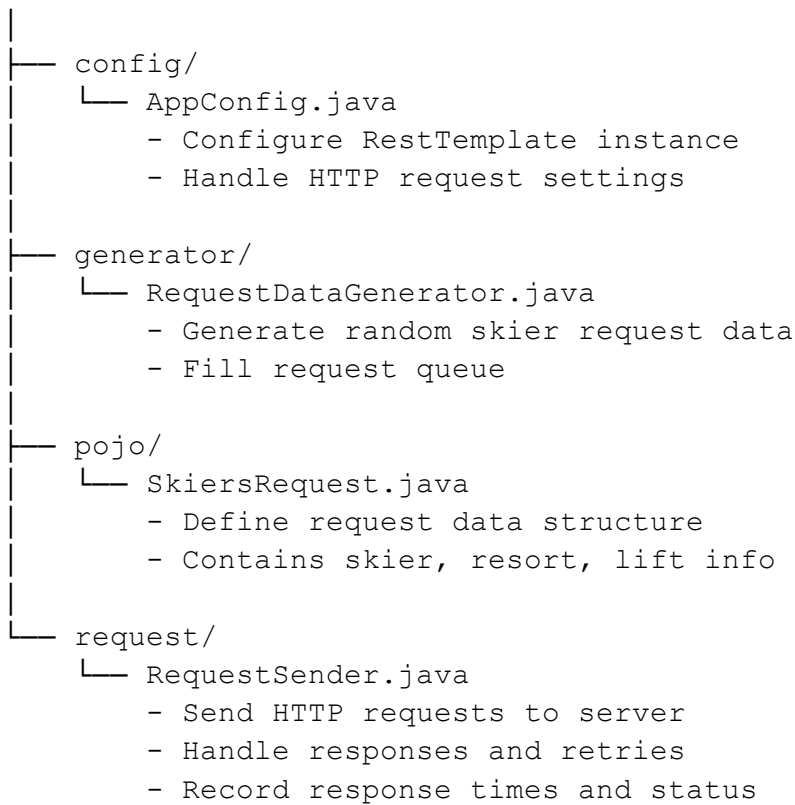 │
├── config/
│   └── AppConfig.java
│       - Configure RestTemplate instance
│       - Handle HTTP request settings
│
├── generator/
│   └── RequestDataGenerator.java
│       - Generate random skier request data
│       - Fill request queue
│
├── pojo/
│   └── SkiersRequest.java
│       - Define request data structure
│       - Contains skier, resort, lift info
│
└── request/
    └── RequestSender.java
        - Send HTTP requests to server
        - Handle responses and retries
        - Record response times and status